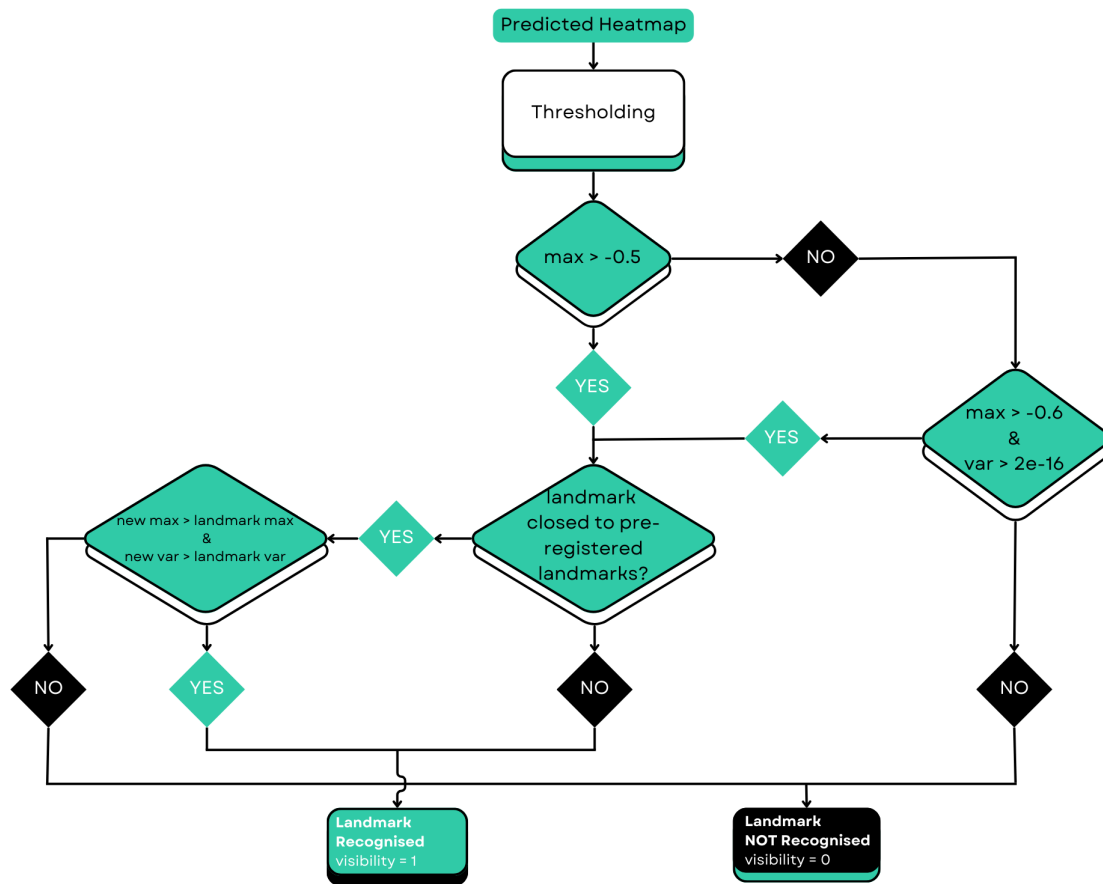 Predicted Heatmap
Thresholding
max > -0.5
NO
YES
max > -0.6
&
var > 2e-16
YES
landmark
closed to pre-
registered
landmarks?
YES
new max > landmark max
&
new var > landmark var
NO
YES
NO
NO
Landmark
Recognised
visibility = 1
Landmark
NOT Recognised
visibility = 0